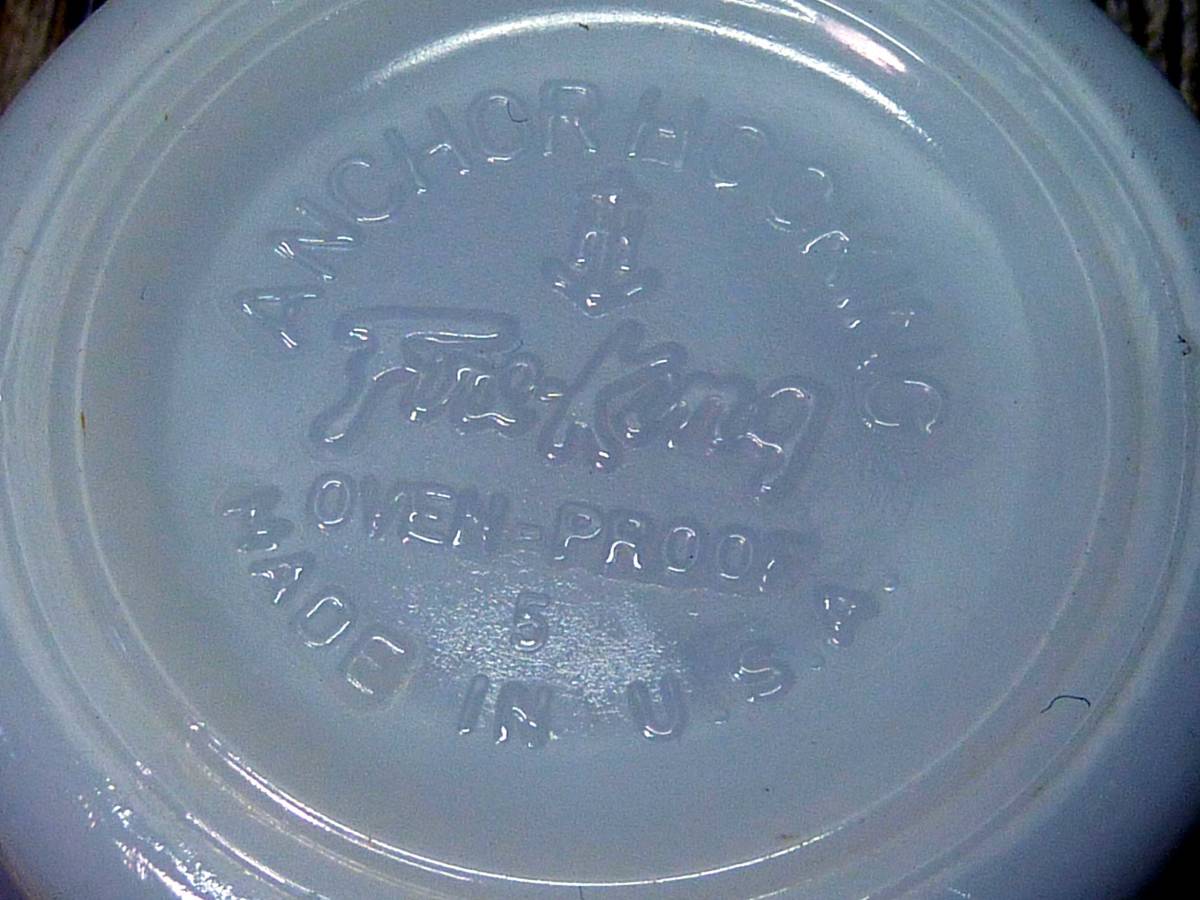 ANCHOR HOCKING
Fire-King
OVEN-PROOF
5
MADE IN U.S.A.